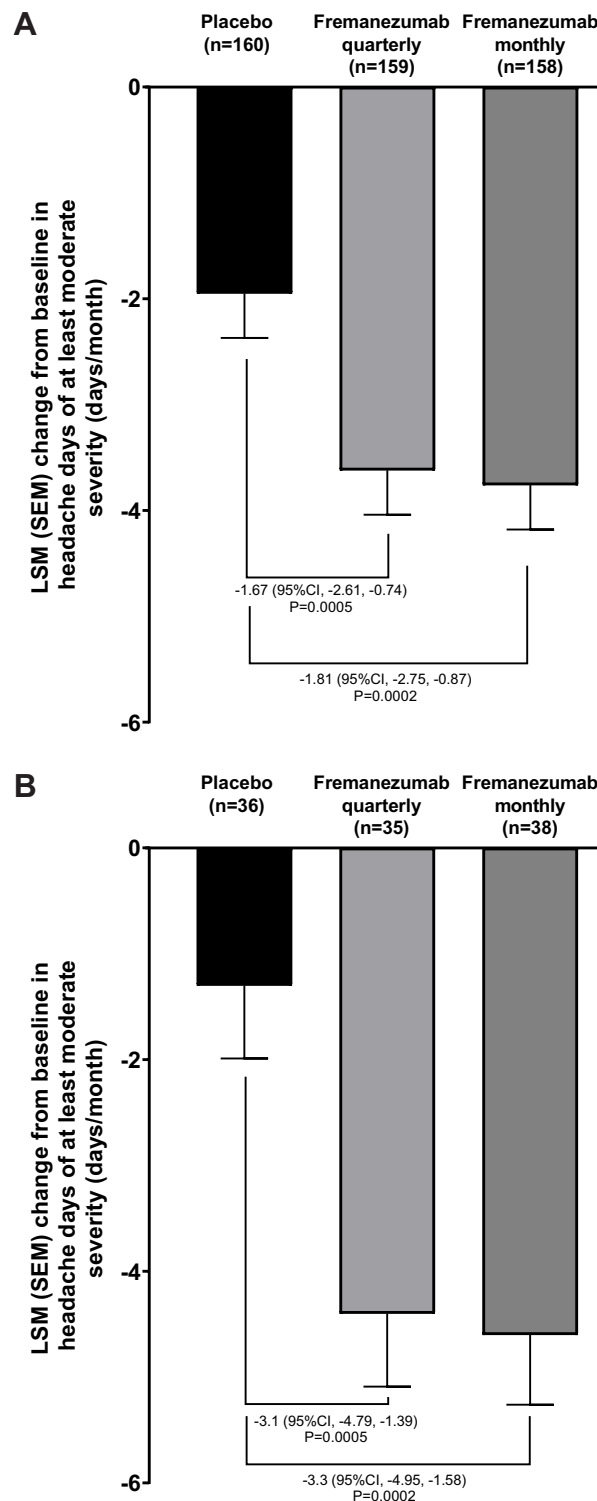 A
Placebo
(n=160)
Fremanezumab
quarterly
(n=159)
Fremanezumab
monthly
(n=158)
LSM (SEM) change from baseline in
headache days of at least moderate
severity (days/month)
0
-2
-4
-6
-1.67 (95%CI, -2.61, -0.74)
P=0.0005
-1.81 (95%CI, -2.75, -0.87)
P=0.0002
B
Placebo
(n=36)
Fremanezumab
quarterly
(n=35)
Fremanezumab
monthly
(n=38)
LSM (SEM) change from baseline in
headache days of at least moderate
severity (days/month)
0
-2
-4
-6
-3.1 (95%CI, -4.79, -1.39)
P=0.0005
-3.3 (95%CI, -4.95, -1.58)
P=0.0002